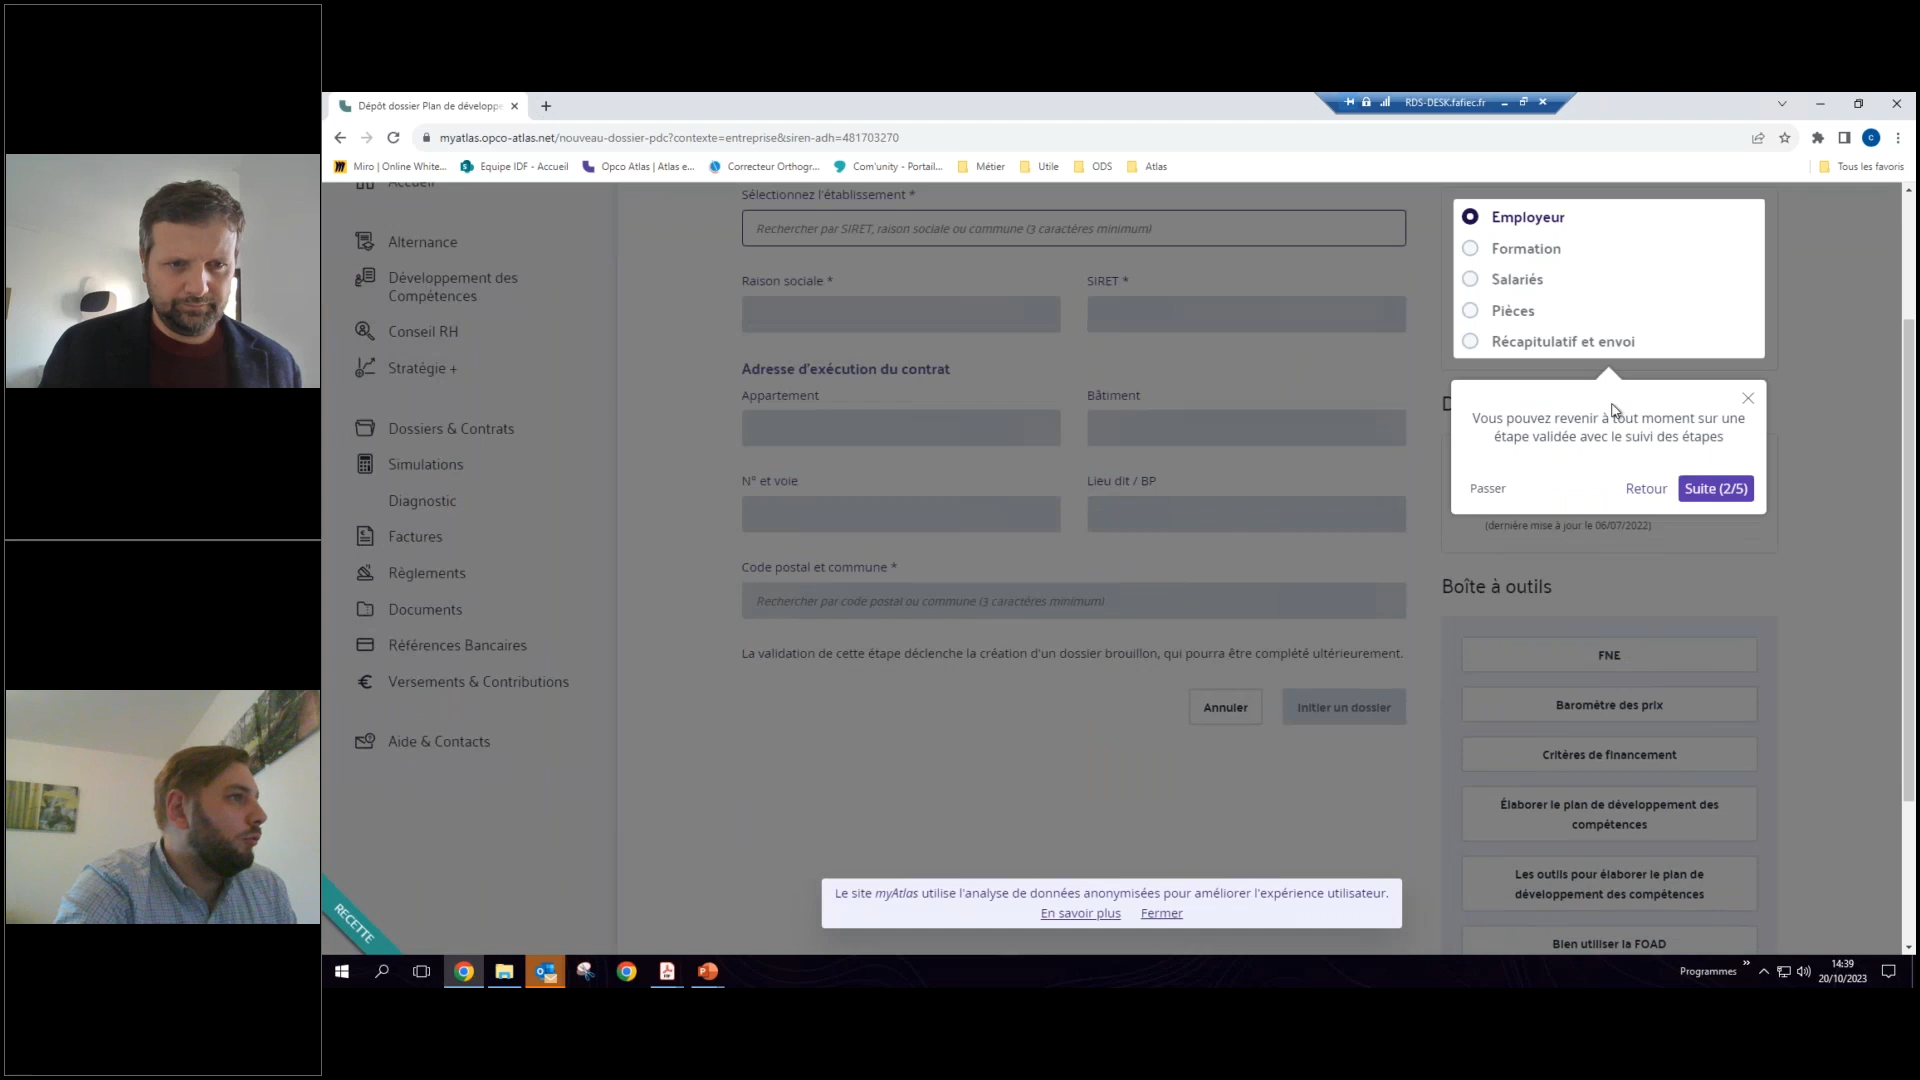 Dépôt dossier Plan de développe
RDS-DESK.fafiec.fr
myatlas.opco-atlas.net/nouveau-dossier-pdc?contexte=entreprise&siren-adh=481703270
Miro | Online White...
Equipe IDF - Accueil
Opco Atlas | Atlas e...
Correcteur Orthogr...
Com'unity - Portail...
Métier
Utile
ODS
Atlas
Tous les favoris
Accueil
Alternance
Développement des
Compétences
Conseil RH
Stratégie +
Dossiers & Contrats
Simulations
Diagnostic
Factures
Règlements
Documents
Références Bancaires
Versements & Contributions
Aide & Contacts
RECETTE
Sélectionnez l'établissement *
Rechercher par SIRET, raison sociale ou commune (3 caractères minimum)
Raison sociale *
SIRET *
Adresse d'exécution du contrat
Appartement
Bâtiment
N° et voie
Lieu dit / BP
Code postal et commune *
Rechercher par code postal ou commune (3 caractères minimum)
La validation de cette étape déclenche la création d'un dossier brouillon, qui pourra être complété ultérieurement.
Annuler
Initier un dossier
Employeur
Formation
Salariés
Pièces
Récapitulatif et envoi
Vous pouvez revenir à tout moment sur une
étape validée avec le suivi des étapes
Passer
Retour
Suite (2/5)
(dernière mise à jour le 06/07/2022)
Boîte à outils
FNE
Baromètre des prix
Critères de financement
Élaborer le plan de développement des
compétences
Les outils pour élaborer le plan de
développement des compétences
Bien utiliser la FOAD
Le site myAtlas utilise l'analyse de données anonymisées pour améliorer l'expérience utilisateur.
En savoir plus
Fermer
Programmes
14:39
20/10/2023